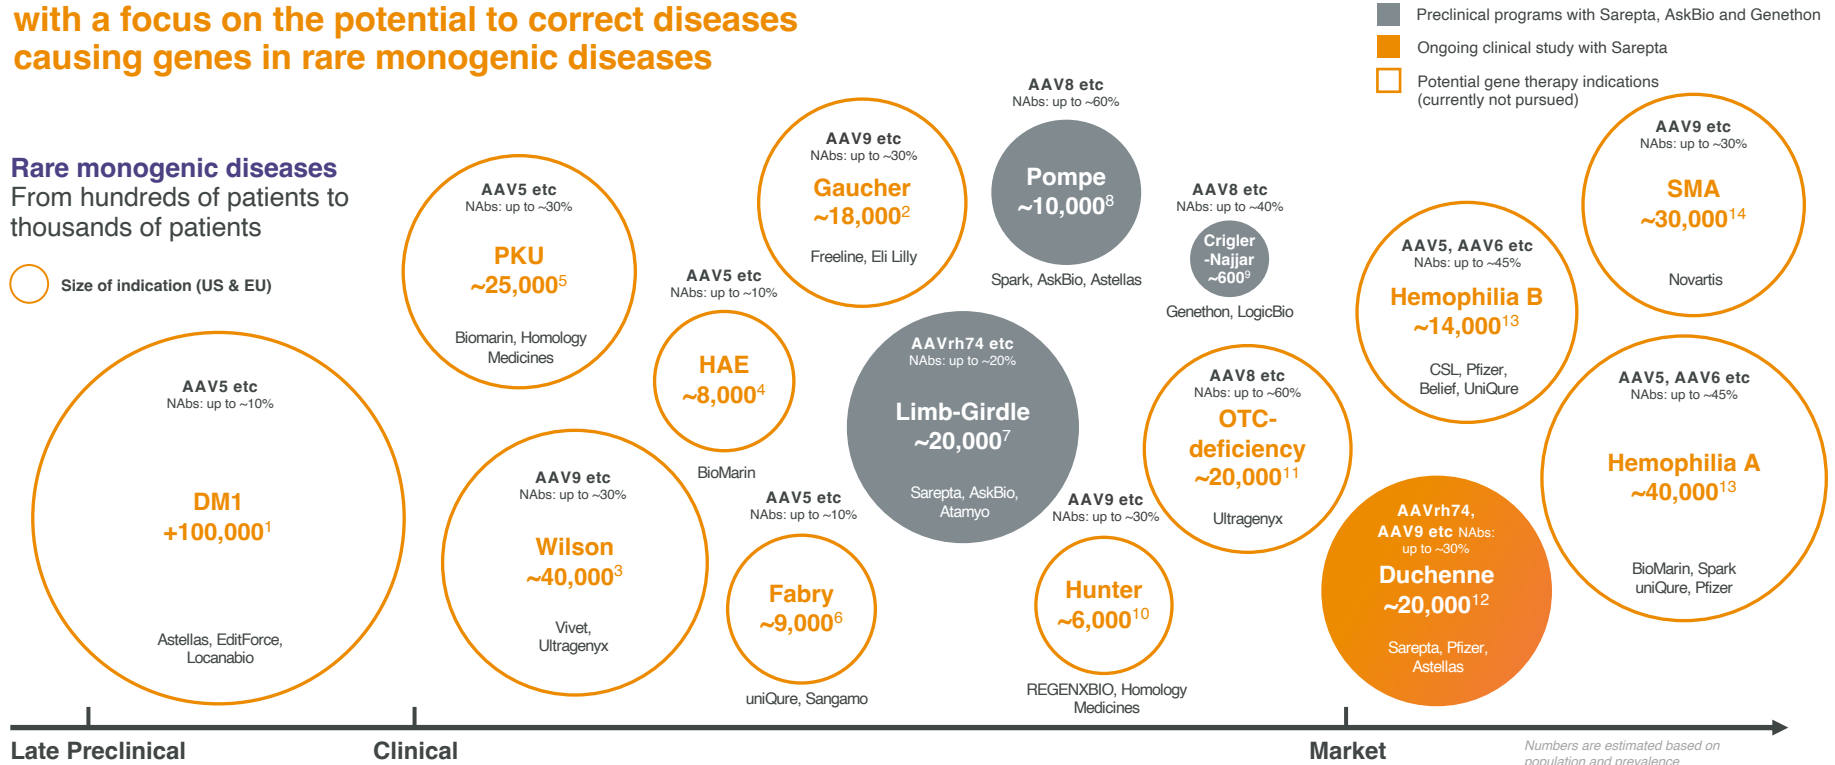 with a focus on the potential to correct diseases
causing genes in rare monogenic diseases
Preclinical programs with Sarepta, AskBio and Genethon
Ongoing clinical study with Sarepta
Potential gene therapy indications
(currently not pursued)
Rare monogenic diseases
From hundreds of patients to
thousands of patients
Size of indication (US & EU)
AAV5 etc
NAbs: up to ~10%
DM1
+100,000¹
Astellas, EditForce,
Locanabio
AAV5 etc
NAbs: up to ~30%
PKU
~25,000⁵
Biomarin, Homology
Medicines
AAV9 etc
NAbs: up to ~30%
Wilson
~40,000³
Vivet,
Ultragenyx
AAV5 etc
NAbs: up to ~10%
HAE
~8,000⁴
BioMarin
AAV5 etc
NAbs: up to ~10%
Fabry
~9,000⁶
uniQure, Sangamo
AAV9 etc
NAbs: up to ~30%
Gaucher
~18,000²
Freeline, Eli Lilly
AAV8 etc
NAbs: up to ~60%
Pompe
~10,000⁸
Spark, AskBio, Astellas
AAVrh74 etc
NAbs: up to ~20%
Limb-Girdle
~20,000⁷
Sarepta, AskBio,
Atamyo
AAV9 etc
NAbs: up to ~30%
Hunter
~6,000¹⁰
REGENXBIO, Homology
Medicines
AAV8 etc
NAbs: up to ~40%
Crigler
-Najjar
~600⁹
Genethon, LogicBio
AAV8 etc
NAbs: up to ~60%
OTC-
deficiency
~20,000¹¹
Ultragenyx
AAV5, AAV6 etc
NAbs: up to ~45%
Hemophilia B
~14,000¹³
CSL, Pfizer,
Belief, UniQure
AAVrh74,
AAV9 etc NAbs:
up to ~30%
Duchenne
~20,000¹²
Sarepta, Pfizer,
Astellas
AAV9 etc
NAbs: up to ~30%
SMA
~30,000¹⁴
Novartis
AAV5, AAV6 etc
NAbs: up to ~45%
Hemophilia A
~40,000¹³
BioMarin, Spark
uniQure, Pfizer
Late Preclinical
Clinical
Market
Numbers are estimated based on
population and prevalence